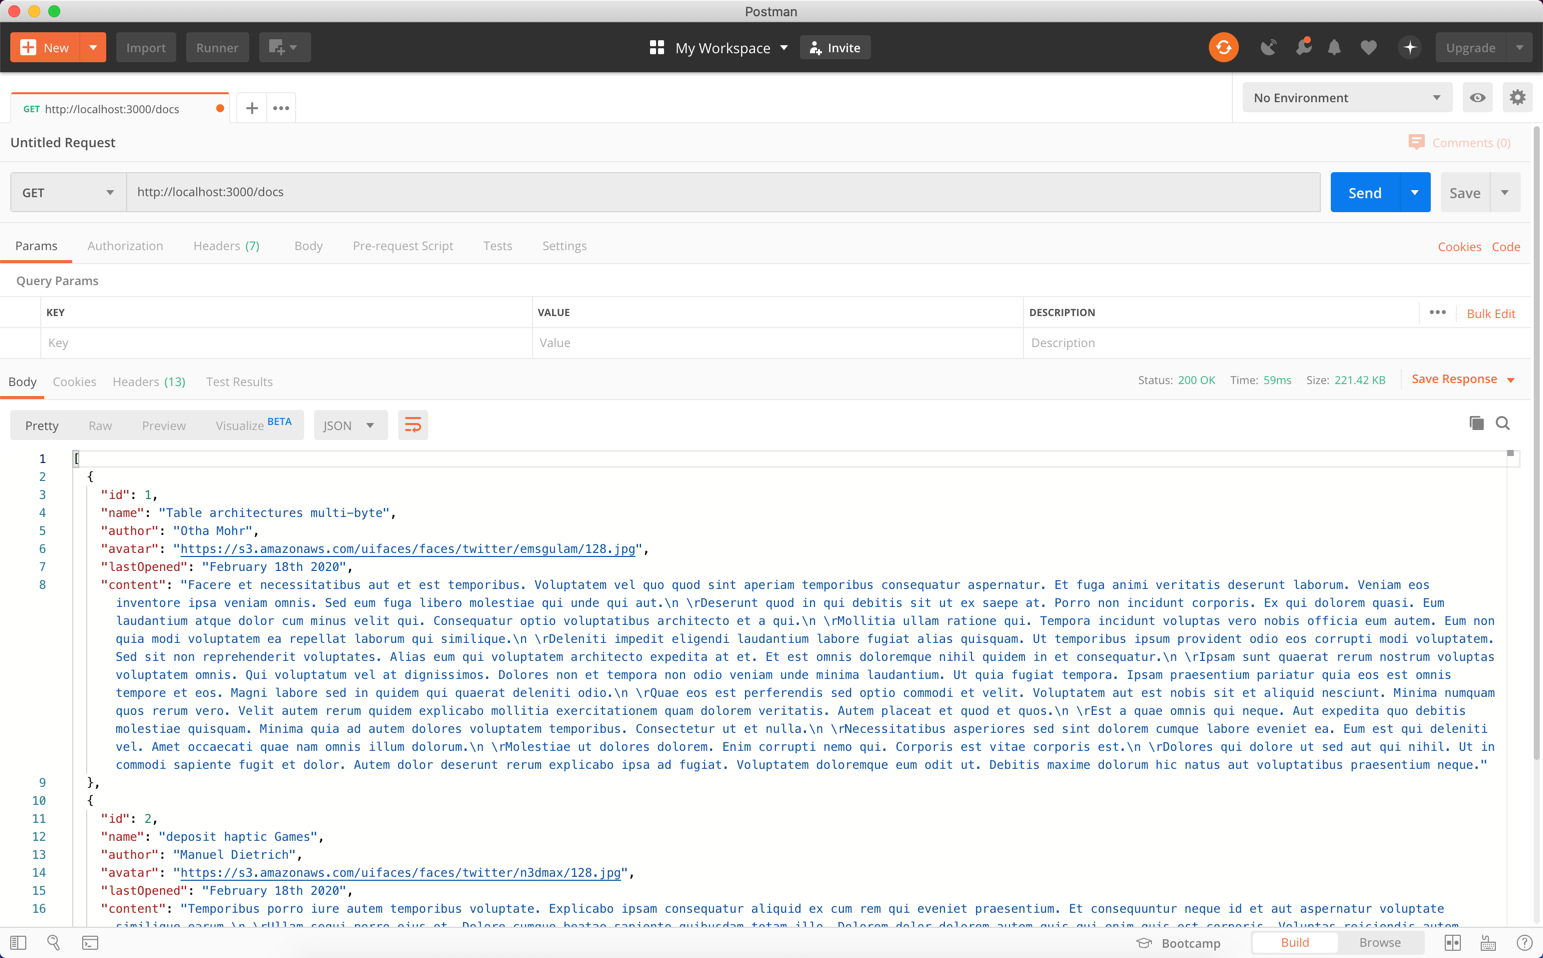 Postman
New
Import
Runner
My Workspace
Invite
Upgrade
GET http://localhost:3000/docs
No Environment
Untitled Request
Comments (0)
GET
http://localhost:3000/docs
Send
Save
Params
Authorization
Headers (7)
Body
Pre-request Script
Tests
Settings
Cookies
Code
Query Params
KEY
VALUE
DESCRIPTION
Bulk Edit
Key
Value
Description
Body
Cookies
Headers (13)
Test Results
Status: 200 OK
Time: 59ms
Size: 221.42 KB
Save Response
Pretty
Raw
Preview
Visualize BETA
JSON
1 [
2 {
3 "id": 1,
4 "name": "Table architectures multi-byte",
5 "author": "Otha Mohr",
6 "avatar": "https://s3.amazonaws.com/uifaces/faces/twitter/emsgulam/128.jpg",
7 "lastOpened": "February 18th 2020",
8 "content": "Facere et necessitatibus aut et est temporibus. Voluptatem vel quo quod sint aperiam temporibus consequatur aspernatur. Et fuga animi veritatis deserunt laborum. Veniam eos
inventore ipsa veniam omnis. Sed eum fuga libero molestiae qui unde qui aut.\n \rDeserunt quod in qui debitis sit ut ex saepe at. Porro non incidunt corporis. Ex qui dolorem quasi. Eum
laudantium atque dolor cum minus velit qui. Consequatur optio voluptatibus architecto et a qui.\n \rMollitia ullam ratione qui. Tempora incidunt voluptas vero nobis officia eum autem. Eum non
quia modi voluptatem ea repellat laborum qui similique.\n \rDeleniti impedit eligendi laudantium labore fugiat alias quisquam. Ut temporibus ipsum provident odio eos corrupti modi voluptatem.
Sed sit non reprehenderit voluptates. Alias eum qui voluptatem architecto expedita at et. Et est omnis doloremque nihil quidem in et consequatur.\n \rIpsam sunt quaerat rerum nostrum voluptas
voluptatem omnis. Qui voluptatum vel at dignissimos. Dolores non et tempora non odio veniam unde minima laudantium. Ut quia fugiat tempora. Ipsam praesentium pariatur quia eos est omnis
tempore et eos. Magni labore sed in quidem qui quaerat deleniti odio.\n \rQuae eos est perferendis sed optio commodi et velit. Voluptatem aut est nobis sit et aliquid nesciunt. Minima numquam
quos rerum vero. Velit autem rerum quidem explicabo mollitia exercitationem quam dolorem veritatis. Autem placeat et quod et quos.\n \rEst a quae omnis qui neque. Aut expedita quo debitis
molestiae quisquam. Minima quia ad autem dolores voluptatem temporibus. Consectetur ut et nulla.\n \rNecessitatibus asperiores sed sint dolorem cumque labore eveniet ea. Eum est qui deleniti
vel. Amet occaecati quae nam omnis illum dolorum.\n \rMolestiae ut dolores dolorem. Enim corrupti nemo qui. Corporis est vitae corporis est.\n \rDolores qui dolore ut sed aut qui nihil. Ut in
commodi sapiente fugit et dolor. Autem dolor deserunt rerum explicabo ipsa ad fugiat. Voluptatem doloremque eum odit ut. Debitis maxime dolorum hic natus aut voluptatibus praesentium neque."
9 },
10 {
11 "id": 2,
12 "name": "deposit haptic Games",
13 "author": "Manuel Dietrich",
14 "avatar": "https://s3.amazonaws.com/uifaces/faces/twitter/n3dmax/128.jpg",
15 "lastOpened": "February 18th 2020",
16 "content": "Temporibus porro iure autem temporibus voluptate. Explicabo ipsam consequatur aliquid ex cum rem qui eveniet praesentium. Et consequuntur neque id et aut aspernatur voluptate
Bootcamp
Build
Browse